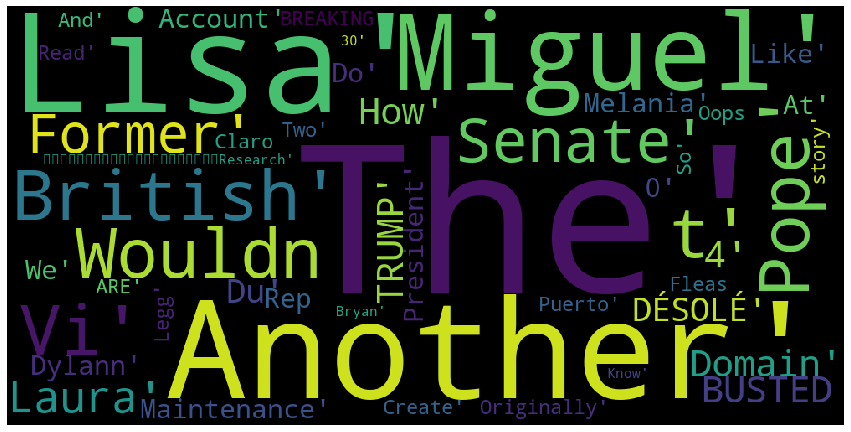 And'
Account'
BREAKING
Lisa'
Miguel'
Read'
30'
Do'
Like'
How'
Melania'
Oops
At'
Former'
Claro
Two'
Senate'
So'
Pope'
story'
Research'
The'
British'
TRUMP'
President'
O'
t'
4'
Wouldn
We'
ARE'
Du'
Rep
Fleas
Vi'
Legg'
Another'
Bryan'
Puerto'
DÉSOLÉ'
Dylann'
Know'
Domain'
BUSTED
Laura'
Maintenance'
Create'
Originally'